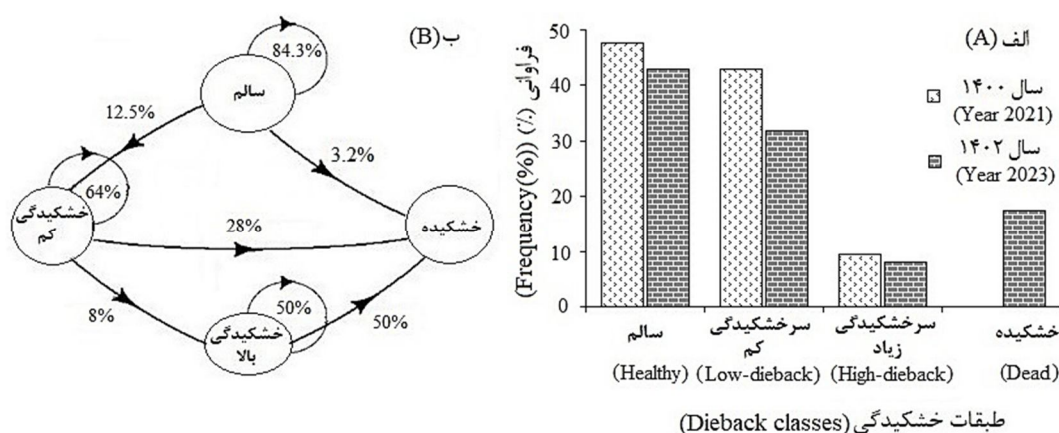 الف (A)
سال ۱۴۰۰
(Year 2021)
سال ۱۴۰۲
(Year 2023)
فراوانی (٪) (Frequency(%))
50
40
30
20
10
0
سالم
(Healthy)
سرخشکیدگی
کم
(Low-dieback)
سرخشکیدگی
زیاد
(High-dieback)
خشکیده
(Dead)
طبقات خشکیدگی (Dieback classes)
ب (B)
84.3%
سالم
12.5%
3.2%
64%
خشکیدگی
کم
28%
خشکیده
8%
50%
خشکیدگی
بالا
50%